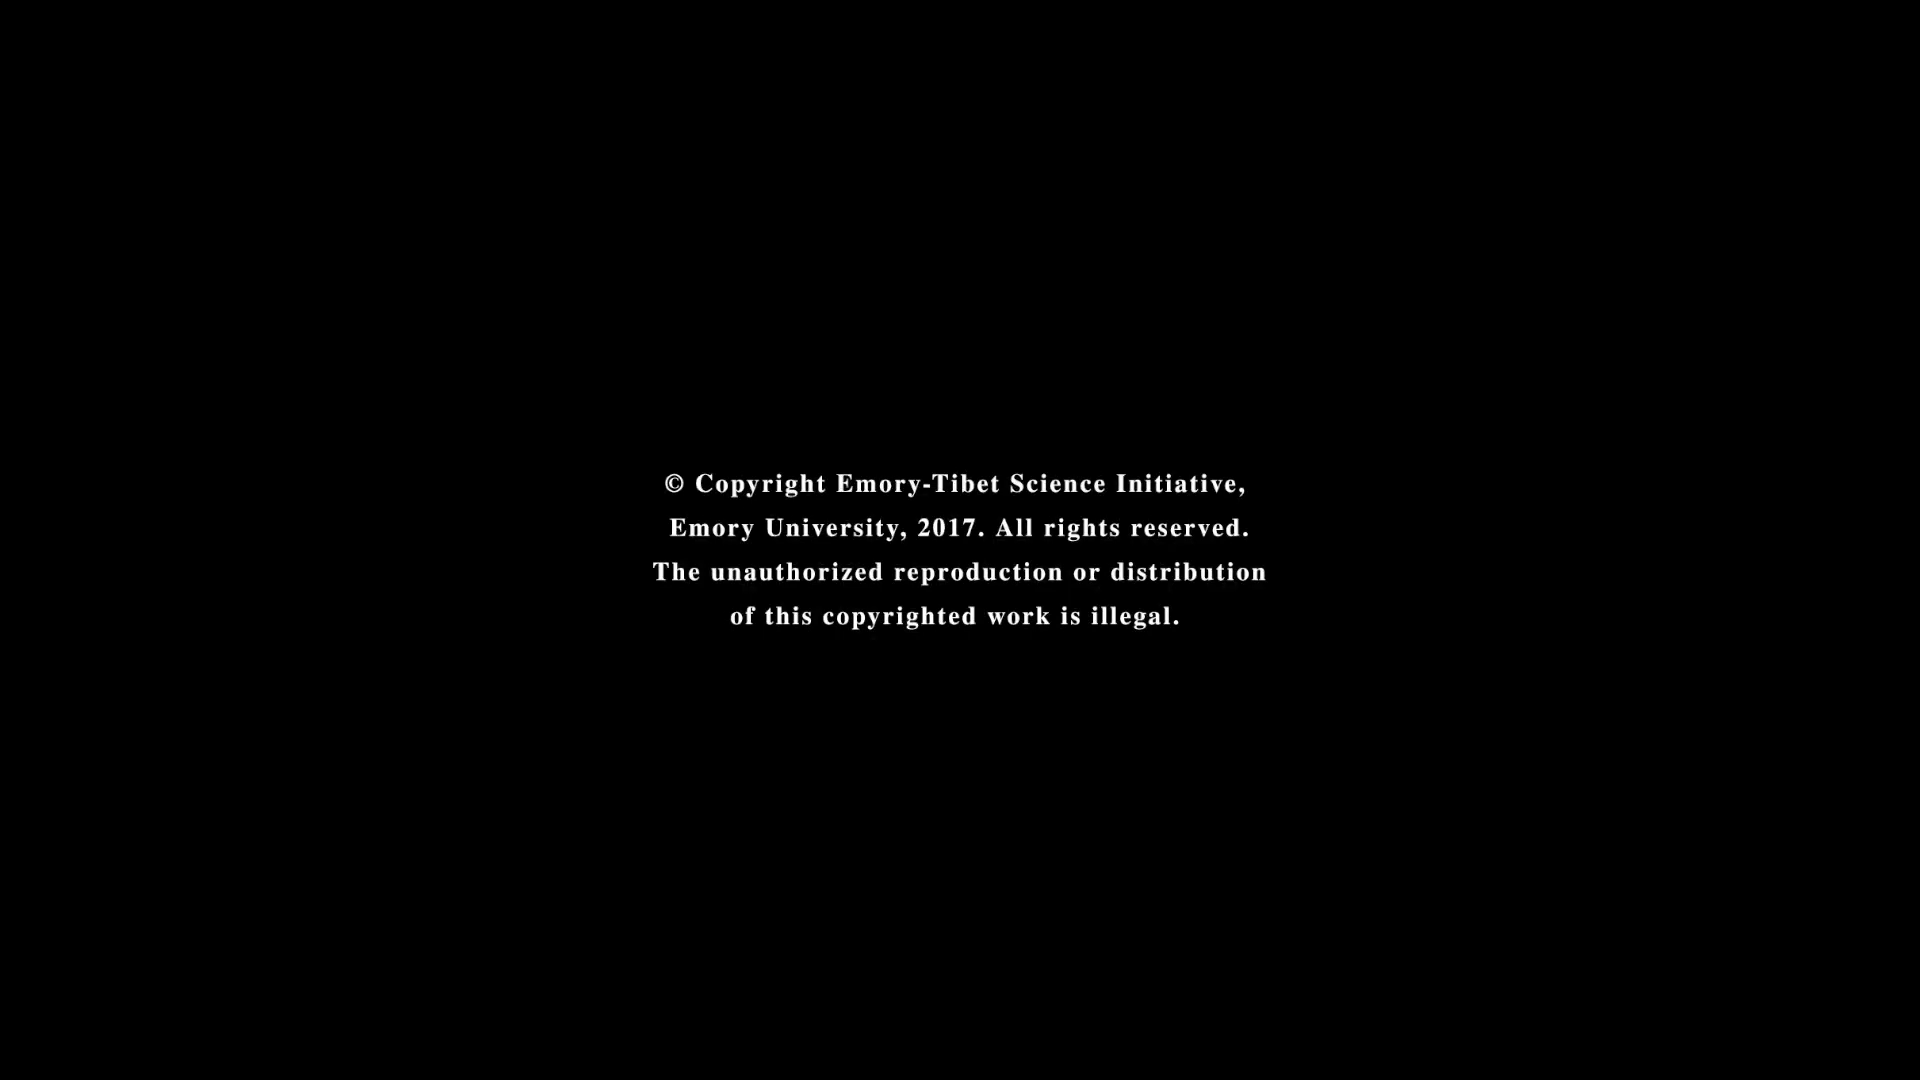 © Copyright Emory-Tibet Science Initiative,
Emory University, 2017. All rights reserved.
The unauthorized reproduction or distribution
of this copyrighted work is illegal.